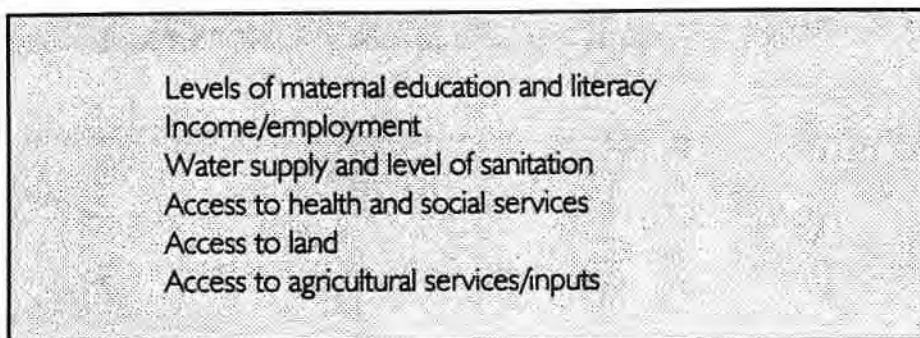 Levels of maternal education and literacy
Income/employment
Water supply and level of sanitation
Access to health and social services
Access to land
Access to agricultural services/inputs